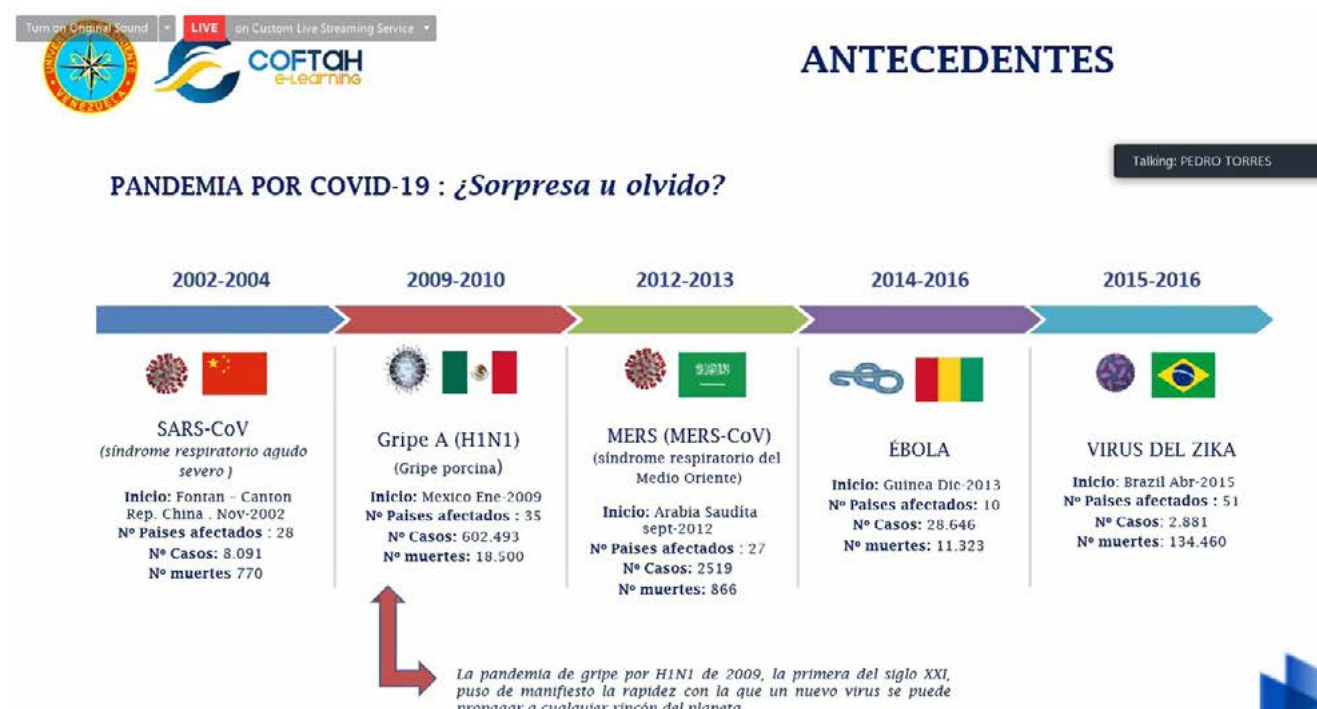 Turn on Original Sound LIVE on Custom Live Streaming Service
VENEZUELA
COFTAH
e-Learning
ANTECEDENTES
Talking: PEDRO TORRES
PANDEMIA POR COVID-19 : ¿Sorpresa u olvido?
2002-2004
SARS-CoV
(síndrome respiratorio agudo
severo )
Inicio: Fontan – Canton
Rep. China . Nov-2002
Nº Paises afectados : 28
Nº Casos: 8.091
Nº muertes 770
2009-2010
Gripe A (H1N1)
(Gripe porcina)
Inicio: Mexico Ene-2009
Nº Paises afectados : 35
Nº Casos: 602.493
Nº muertes: 18.500
2012-2013
MERS (MERS-CoV)
(síndrome respiratorio del
Medio Oriente)
Inicio: Arabia Saudíta
sept-2012
Nº Paises afectados : 27
Nº Casos: 2519
Nº muertes: 866
2014-2016
ÉBOLA
Inicio: Guinea Dic-2013
Nº Paises afectados: 10
Nº Casos: 28.646
Nº muertes: 11.323
2015-2016
VIRUS DEL ZIKA
Inicio: Brazil Abr-2015
Nº Paises afectados : 51
Nº Casos: 2.881
Nº muertes: 134.460
La pandemia de gripe por H1N1 de 2009, la primera del siglo XXI,
puso de manifiesto la rapidez con la que un nuevo virus se puede
propagar a cualquier rincón del planeta